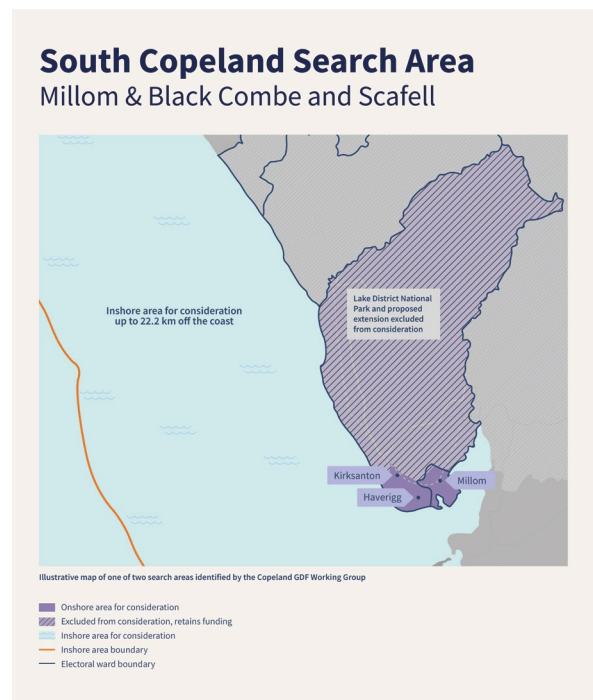 South Copeland Search Area
Millom & Black Combe and Scafell
Lake District National
Park and proposed
extension excluded
from consideration
Inshore area for consideration
up to 22.2 km off the coast
Kirksanton
Millom
Haverigg
Illustrative map of one of two search areas identified by the Copeland GDF Working Group
Onshore area for consideration
Excluded from consideration, retains funding
Inshore area for consideration
Inshore area boundary
Electoral ward boundary